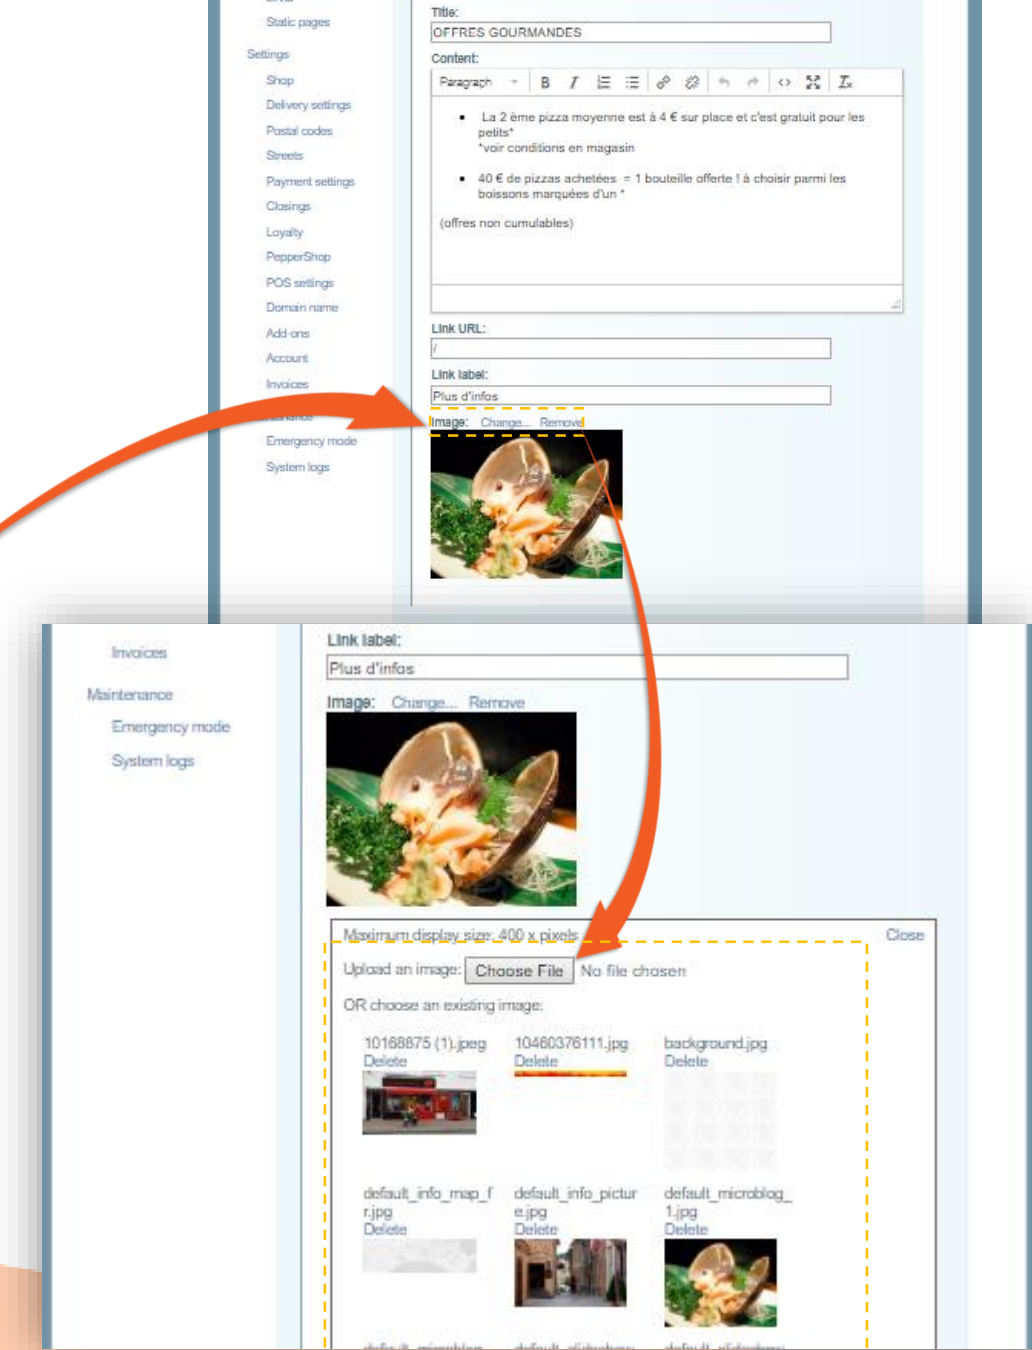 Static pages
Settings
Shop
Delivery settings
Postal codes
Streets
Payment settings
Closings
Loyalty
PepperShop
POS settings
Domain name
Add-ons
Account
Invoices
Emergency mode
System logs
Title:
OFFRES GOURMANDES
Content:
Paragraph
La 2 ème pizza moyenne est à 4 € sur place et c'est gratuit pour les
petits*
*voir conditions en magasin
40 € de pizzas achetées = 1 bouteille offerte ! à choisir parmi les
boissons marquées d'un *
(offres non cumulables)
Link URL:
/
Link label:
Plus d'infos
Image: Change... Remove
Invoices
Maintenance
Emergency mode
System logs
Link label:
Plus d'infos
Image: Change... Remove
Maximum display size: 400 x pixels
Close
Upload an image: Choose File No file chosen
OR choose an existing image:
10168875 (1).jpeg
Delete
10460376111.jpg
Delete
background.jpg
Delete
default_info_map_f
r.jpg
Delete
default_info_pictur
e.jpg
Delete
default_microblog_
1.jpg
Delete